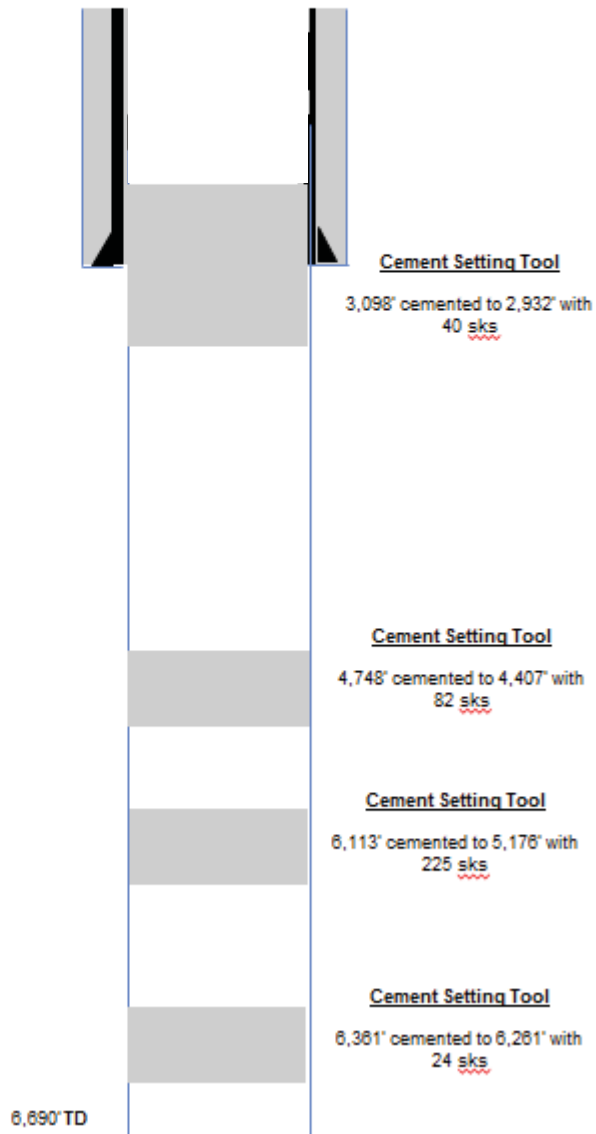 Cement Setting Tool
3,098' cemented to 2,932' with
40 sks
Cement Setting Tool
4,748' cemented to 4,407' with
82 sks
Cement Setting Tool
6,113' cemented to 5,176' with
225 sks
Cement Setting Tool
6,361' cemented to 6,261' with
24 sks
6,690' TD